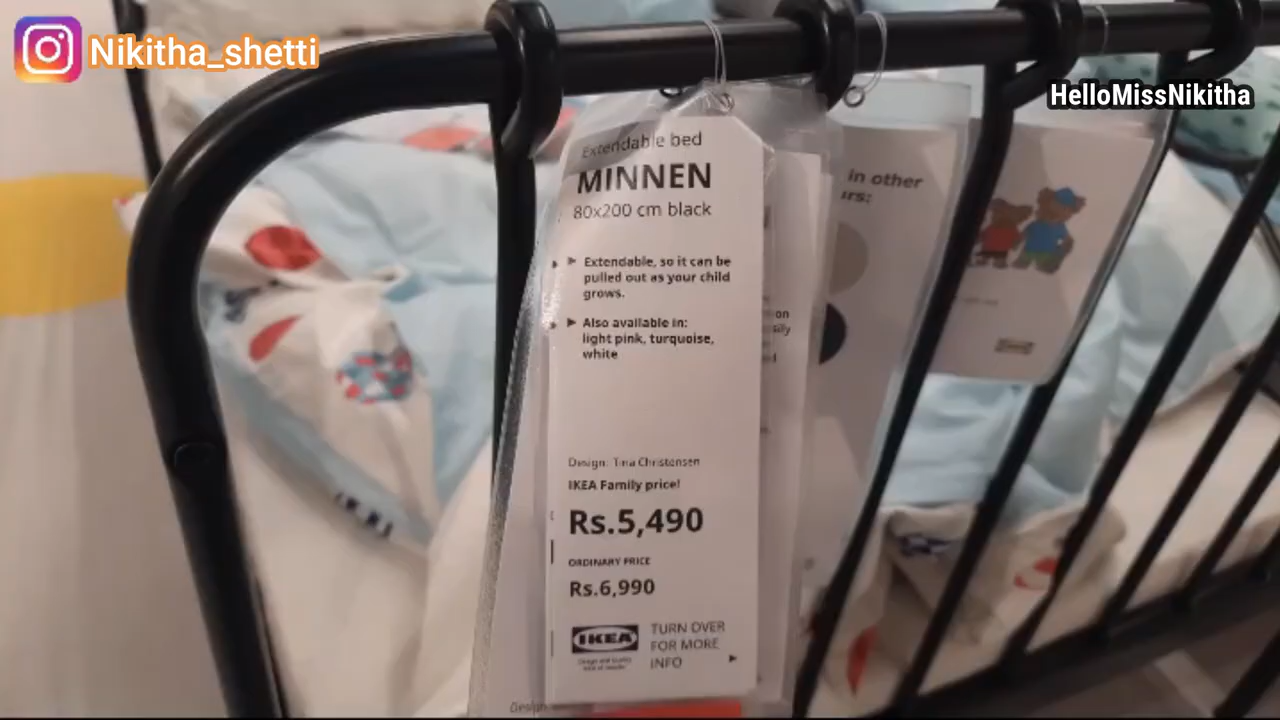 Nikitha_shetti
HelloMissNikitha
Extendable bed
MINNEN
80x200 cm black
▶ Extendable, so it can be
pulled out as your child
grows.
▶ Also available in:
light pink, turquoise,
white
Design: Tina Christensen
IKEA Family price!
Rs.5,490
ORDINARY PRICE
Rs.6,990
IKEA
TURN OVER
FOR MORE
INFO ▶
in other